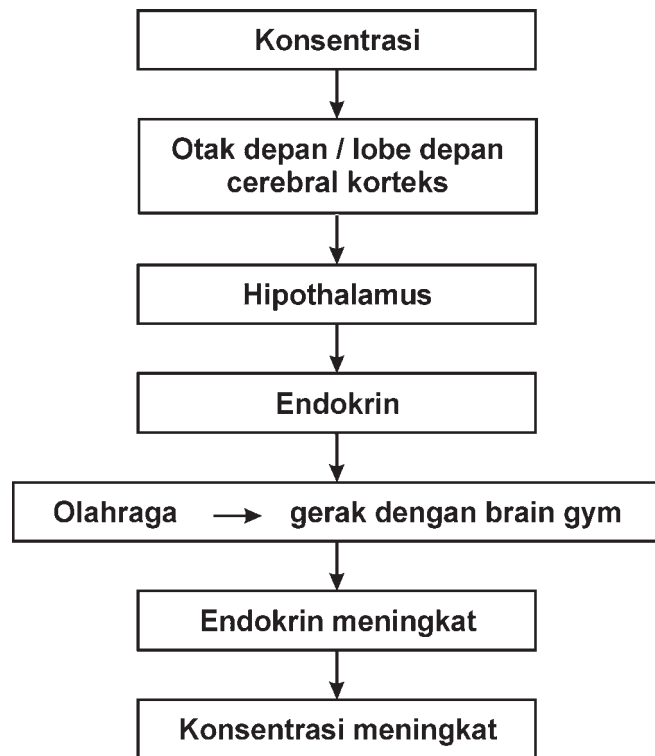 Konsentrasi
Otak depan / lobe depan
cerebral korteks
Hipothalamus
Endokrin
Olahraga → gerak dengan brain gym
Endokrin meningkat
Konsentrasi meningkat